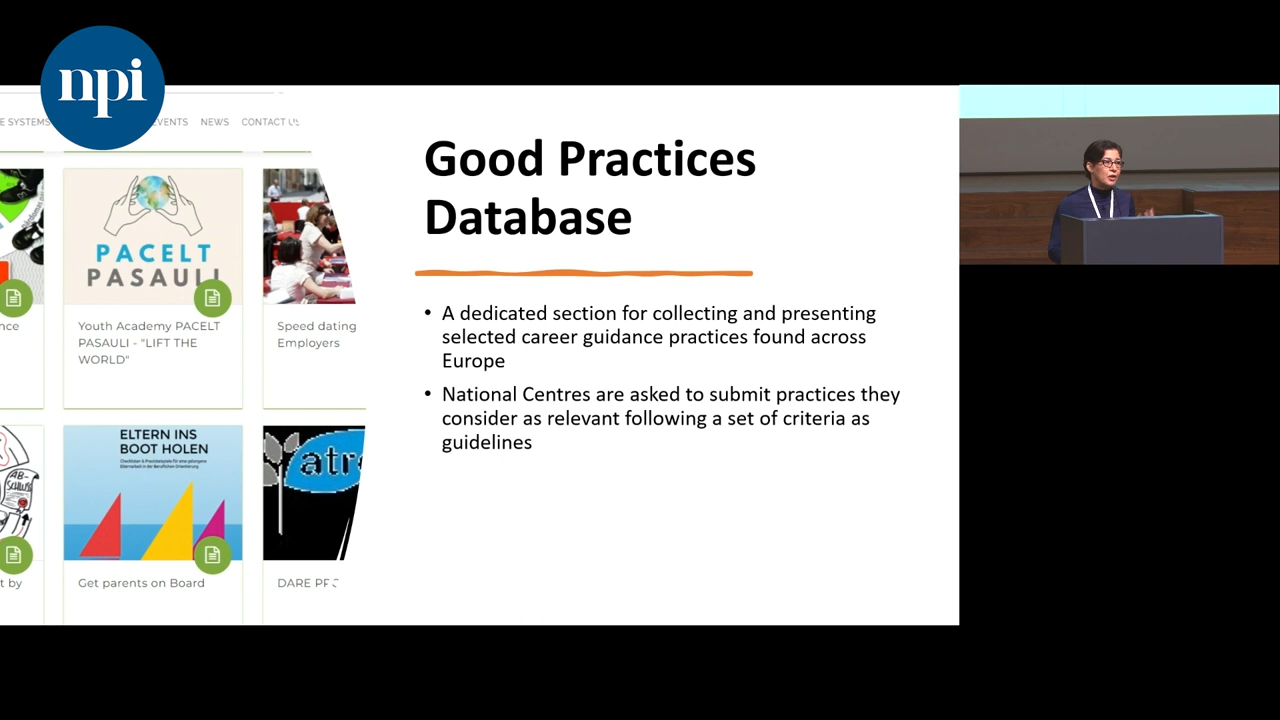 npi
E SYSTEMS
EVENTS
NEWS
CONTACT US
Good Practices
Database
A dedicated section for collecting and presenting
selected career guidance practices found across
Europe
National Centres are asked to submit practices they
consider as relevant following a set of criteria as
guidelines
PACELT
PASAULI
nce
Youth Academy PACELT
PASAULI - "LIFT THE
WORLD"
Speed dating
Employers
AB-
ELTERN INS
BOOT HOLEN
atr
t by
Get parents on Board
DARE